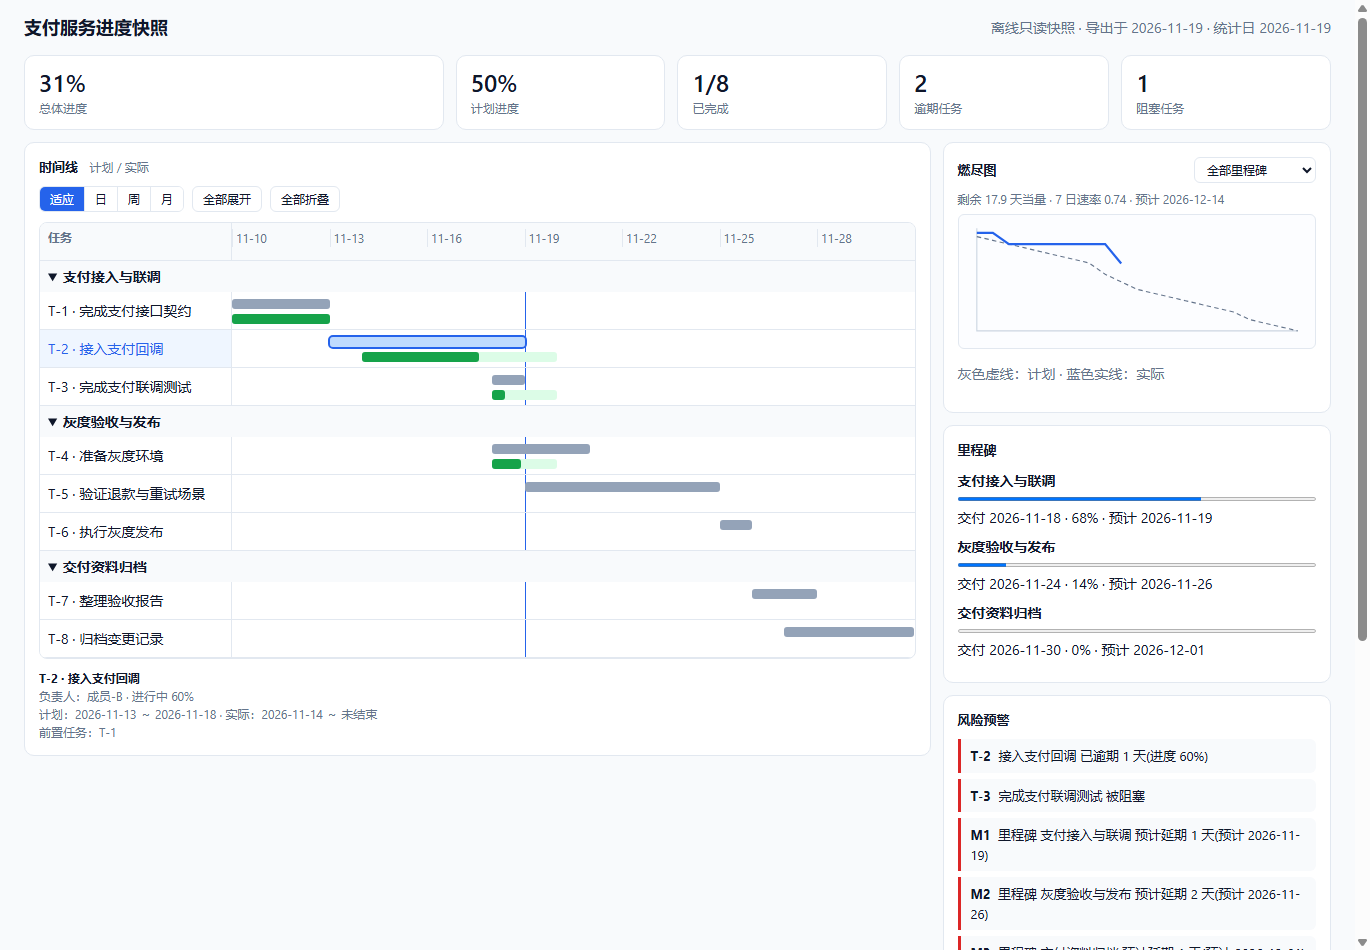 支付服务进度快照
离线只读快照 · 导出于 2026-11-19 · 统计日 2026-11-19
31%
总体进度
50%
计划进度
1/8
已完成
2
逾期任务
1
阻塞任务
时间线 计划 / 实际
适应 日 周 月 全部展开 全部折叠
任务 11-10 11-13 11-16 11-19 11-22 11-25 11-28
▼ 支付接入与联调
T-1 · 完成支付接口契约
T-2 · 接入支付回调
T-3 · 完成支付联调测试
▼ 灰度验收与发布
T-4 · 准备灰度环境
T-5 · 验证退款与重试场景
T-6 · 执行灰度发布
▼ 交付资料归档
T-7 · 整理验收报告
T-8 · 归档变更记录
T-2 · 接入支付回调
负责人：成员-B · 进行中 60%
计划：2026-11-13 ~ 2026-11-18 · 实际：2026-11-14 ~ 未结束
前置任务：T-1
燃尽图 全部里程碑
剩余 17.9 天当量 · 7 日速率 0.74 · 预计 2026-12-14
灰色虚线：计划 · 蓝色实线：实际
里程碑
支付接入与联调
交付 2026-11-18 · 68% · 预计 2026-11-19
灰度验收与发布
交付 2026-11-24 · 14% · 预计 2026-11-26
交付资料归档
交付 2026-11-30 · 0% · 预计 2026-12-01
风险预警
T-2 接入支付回调 已逾期 1 天(进度 60%)
T-3 完成支付联调测试 被阻塞
M1 里程碑 支付接入与联调 预计延期 1 天(预计 2026-11-
19)
M2 里程碑 灰度验收与发布 预计延期 2 天(预计 2026-11-
26)